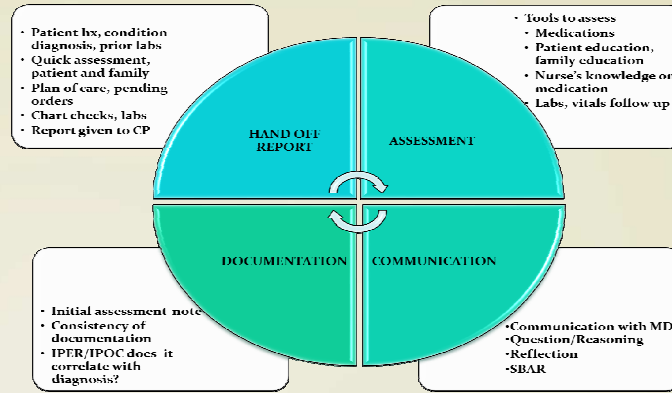 • Patient hx, condition
diagnosis, prior labs
• Quick assessment,
patient and family
• Plan of care, pending
orders
• Chart checks, labs
• Report given to CP
• Tools to assess
• Medications
• Patient education,
family education
• Nurse's knowledge on
medication
• Labs, vitals follow up
HAND OFF
REPORT
ASSESSMENT
DOCUMENTATION
COMMUNICATION
• Initial assessment note
• Consistency of
documentation
• IPER/IPOC does it
correlate with
diagnosis?
•Communication with MD
•Question/Reasoning
•Reflection
•SBAR